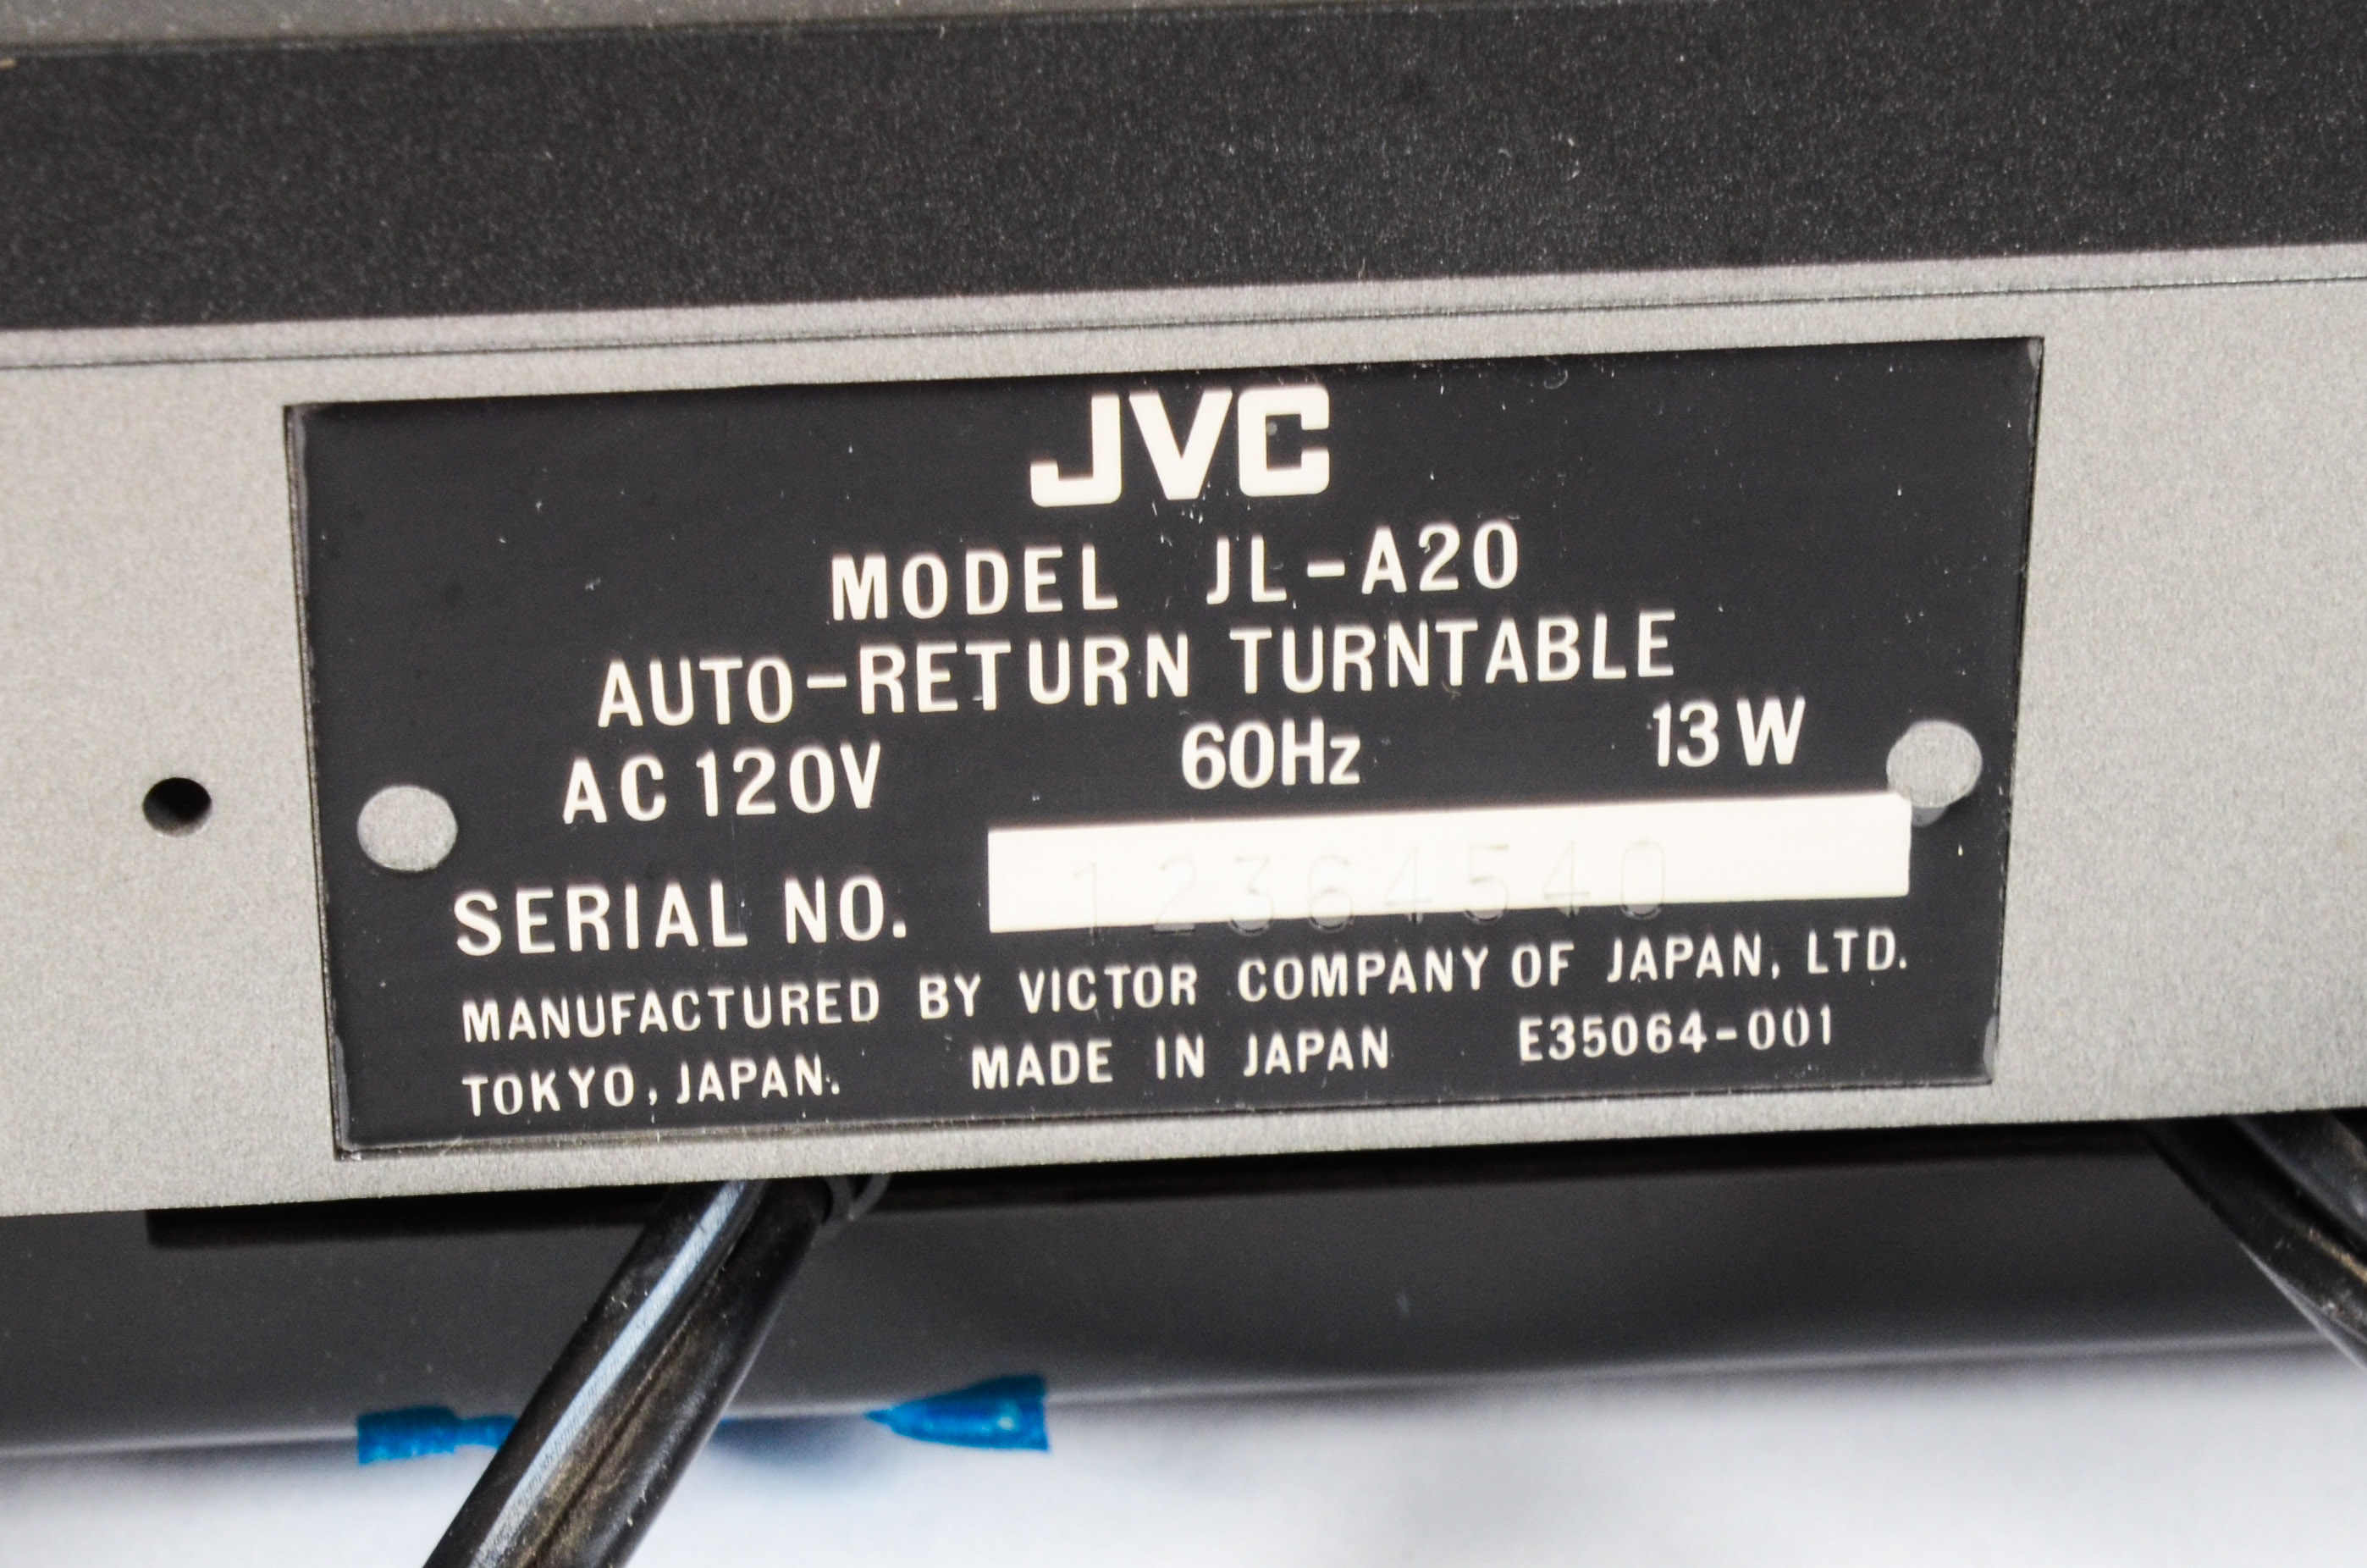 JVC
MODEL JL-A20
AUTO-RETURN TURNTABLE
AC 120V 60Hz 13W
SERIAL NO. 12364540
MANUFACTURED BY VICTOR COMPANY OF JAPAN, LTD.
TOKYO, JAPAN. MADE IN JAPAN E35064-001